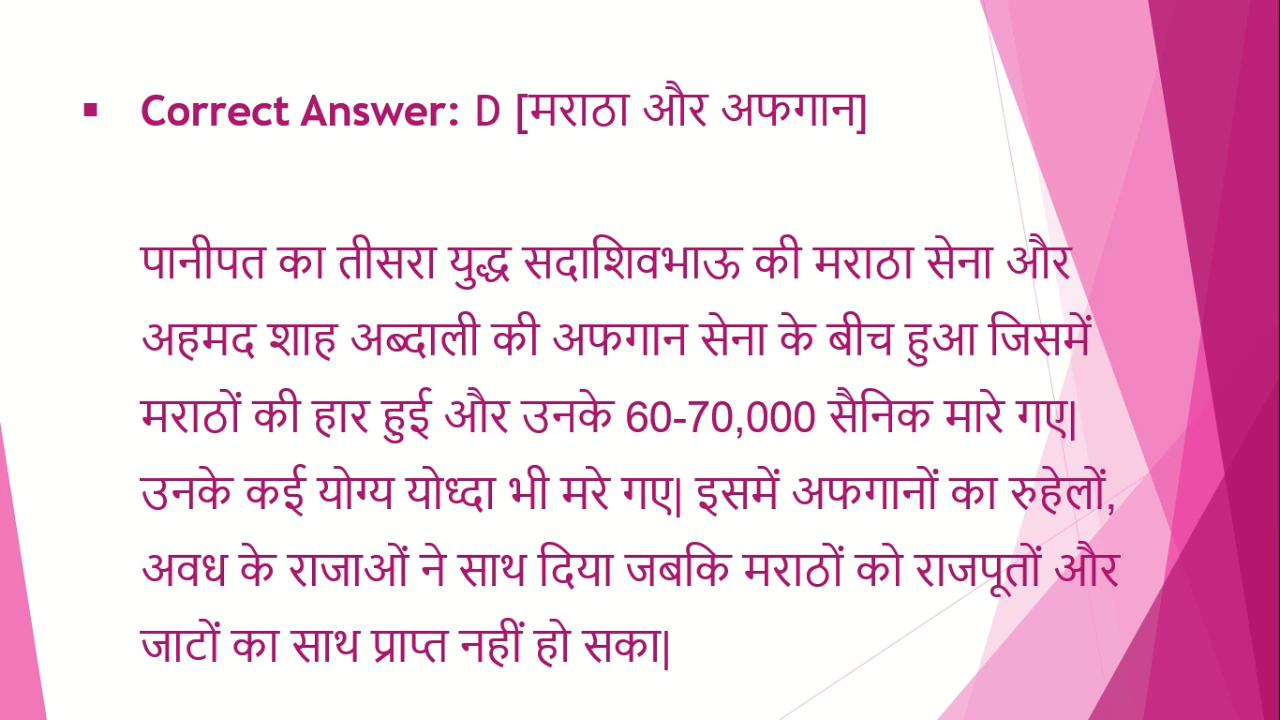 Correct Answer: D [मराठा और अफगान]
पानीपत का तीसरा युद्ध सदाशिवभाऊ की मराठा सेना और
अहमद शाह अब्दाली की अफगान सेना के बीच हुआ जिसमें
मराठों की हार हुई और उनके 60-70,000 सैनिक मारे गए|
उनके कई योग्य योध्दा भी मरे गए| इसमें अफगानों का रुहेलों,
अवध के राजाओं ने साथ दिया जबकि मराठों को राजपूतों और
जाटों का साथ प्राप्त नहीं हो सका|